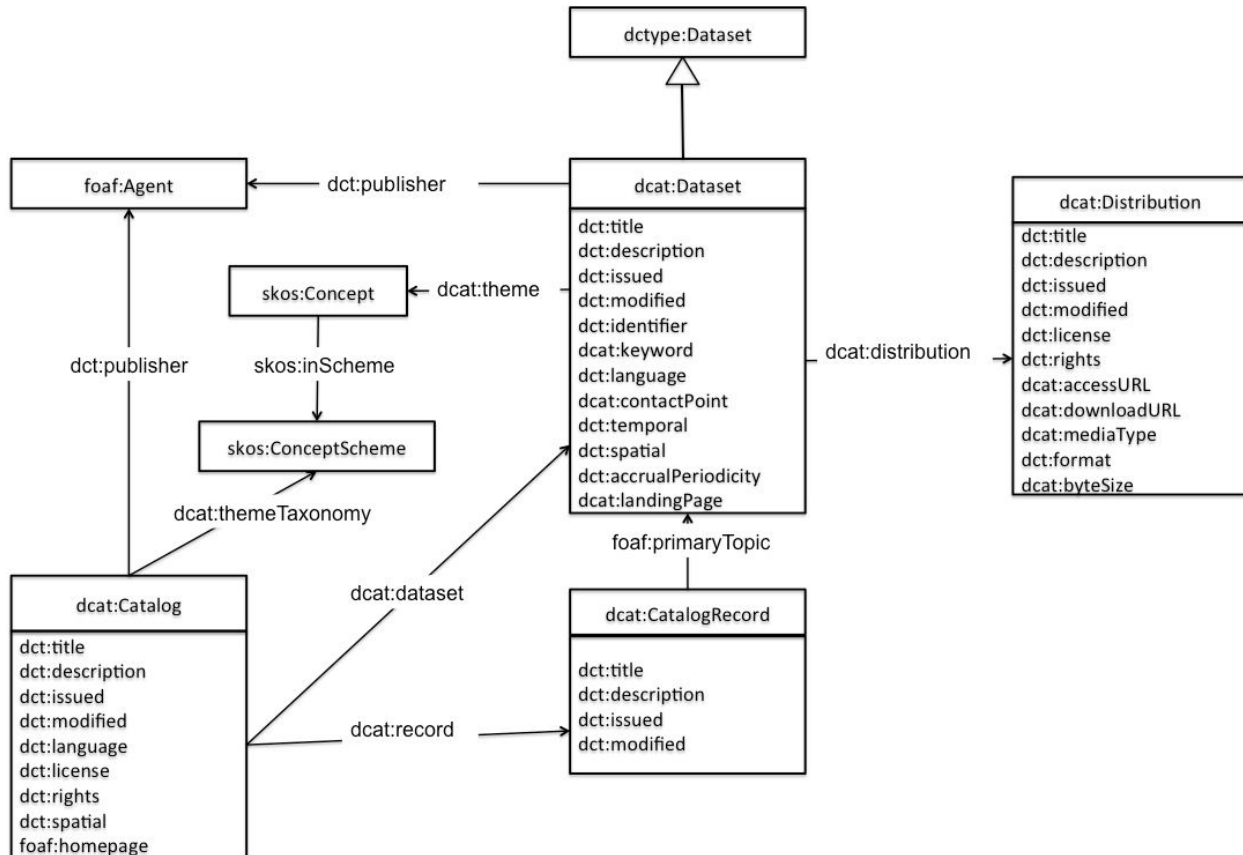 dctype:Dataset
foaf:Agent
dct:publisher
dcat:Dataset
dct:title
dct:description
dct:issued
dct:modified
dct:identifier
dcat:keyword
dct:language
dcat:contactPoint
dct:temporal
dct:spatial
dct:accrualPeriodicity
dcat:landingPage
dcat:Distribution
dct:title
dct:description
dct:issued
dct:modified
dct:license
dct:rights
dcat:accessURL
dcat:downloadURL
dcat:mediaType
dct:format
dcat:byteSize
skos:Concept
dcat:theme
dct:publisher
skos:inScheme
dcat:distribution
skos:ConceptScheme
dcat:themeTaxonomy
foaf:primaryTopic
dcat:Catalog
dct:title
dct:description
dct:issued
dct:modified
dct:language
dct:license
dct:rights
dct:spatial
foaf:homepage
dcat:dataset
dcat:record
dcat:CatalogRecord
dct:title
dct:description
dct:issued
dct:modified